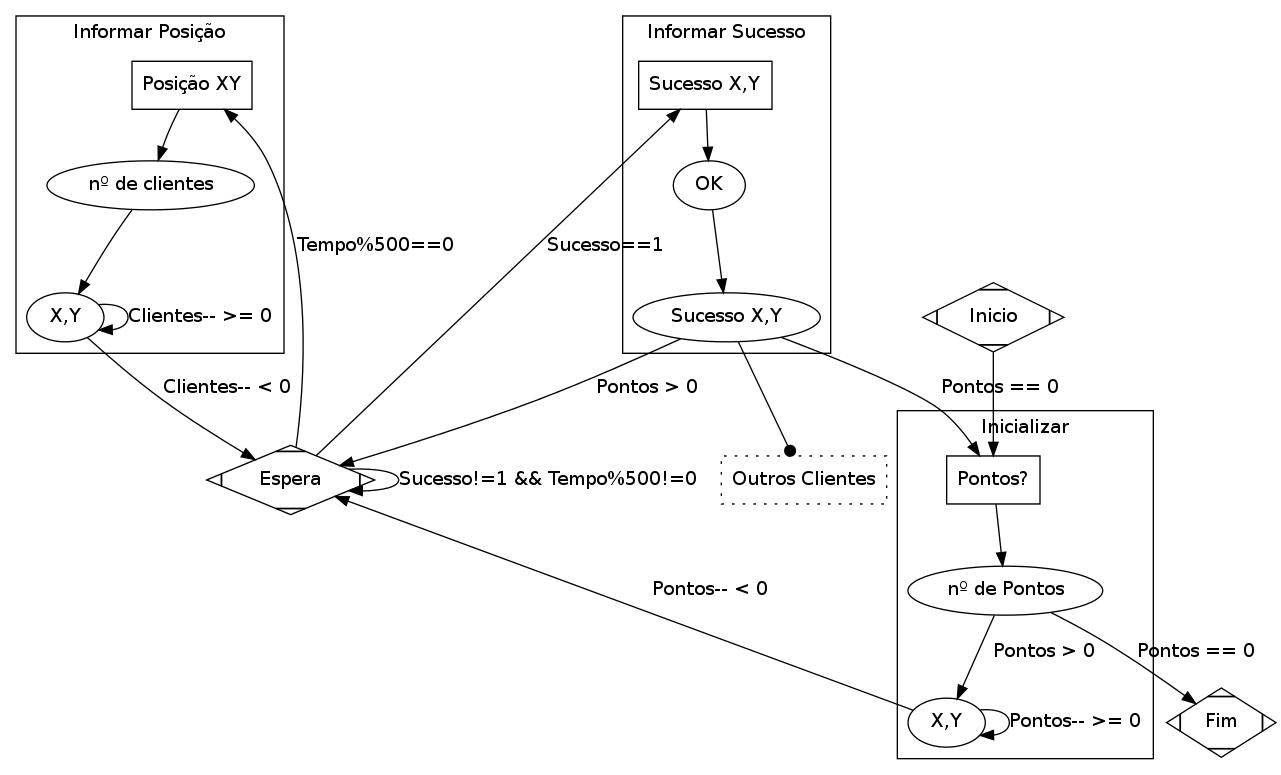 Informar Posição
Informar Sucesso
Posição XY
Sucesso X,Y
nº de clientes
OK
Tempo%500==0
Sucesso==1
X,Y
Clientes-- >= 0
Sucesso X,Y
Inicio
Clientes-- < 0
Pontos > 0
Pontos == 0
Inicializar
Espera
Sucesso!=1 && Tempo%500!=0
Outros Clientes
Pontos?
Pontos-- < 0
nº de Pontos
Pontos > 0
Pontos == 0
X,Y
Pontos-- >= 0
Fim